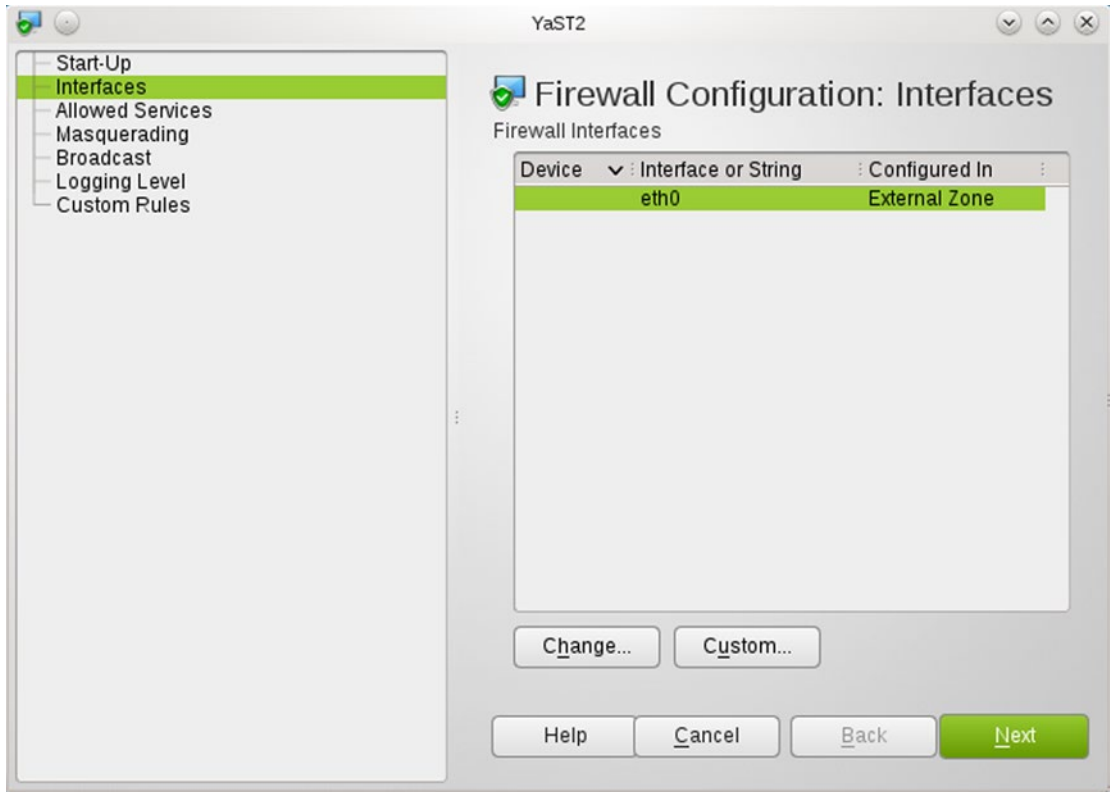 YaST2
Start-Up
Interfaces
Allowed Services
Masquerading
Broadcast
Logging Level
Custom Rules
Firewall Configuration: Interfaces
Firewall Interfaces
Device Interface or String Configured In
eth0 External Zone
Change... Custom...
Help Cancel Back Next